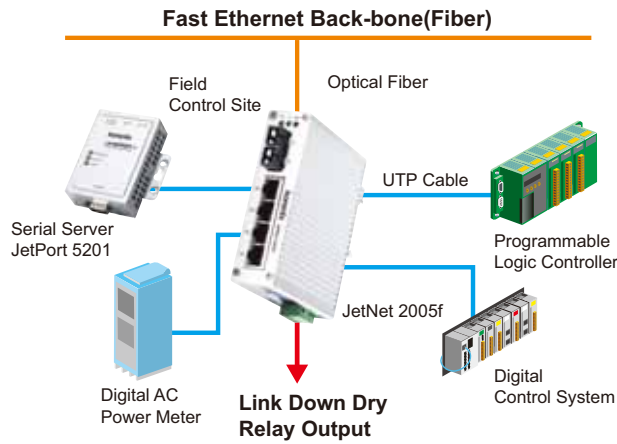 Fast Ethernet Back-bone(Fiber)
Field
Control Site
Optical Fiber
UTP Cable
Serial Server
JetPort 5201
Programmable
Logic Controller
JetNet 2005f
Digital AC
Power Meter
Link Down Dry
Relay Output
Digital
Control System